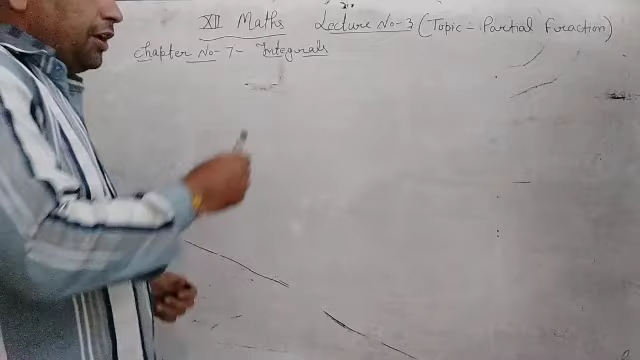 XII Maths Lecture No-3 (Topic - Partial Fraction)
Chapter No-7- Integrals